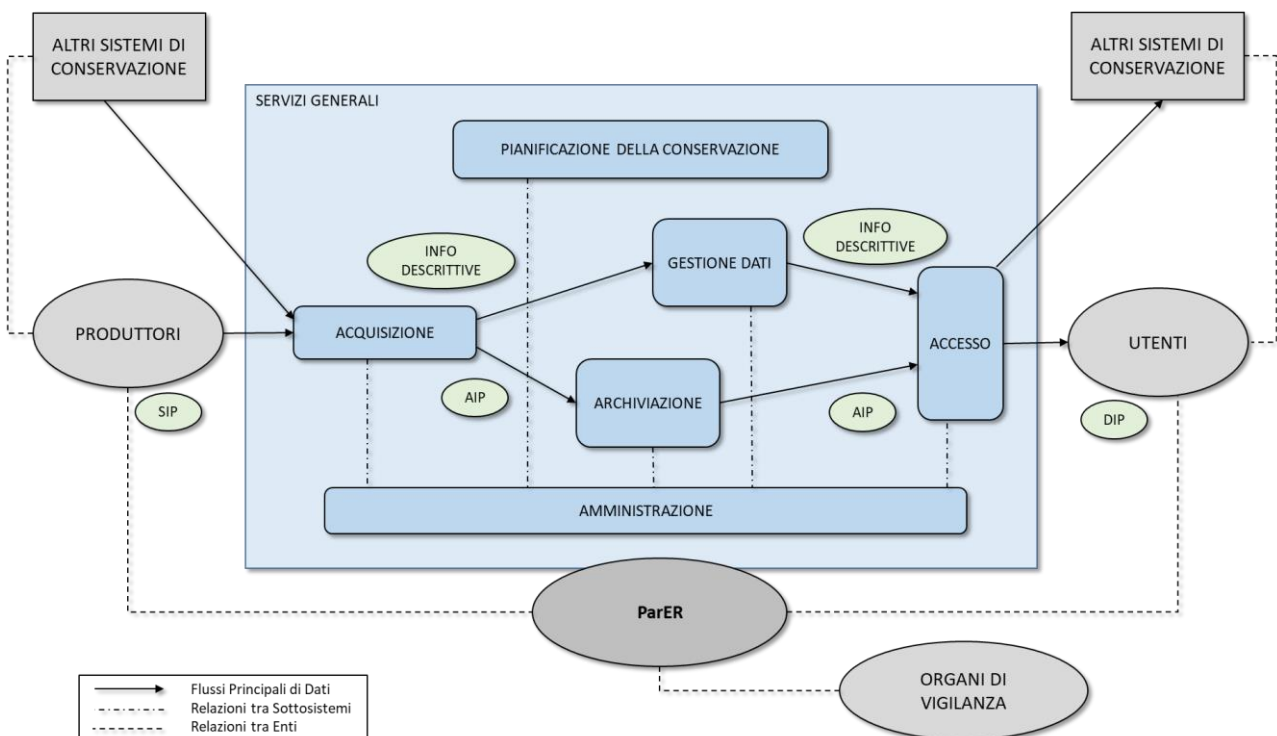 ALTRI SISTEMI DI
CONSERVAZIONE
ALTRI SISTEMI DI
CONSERVAZIONE
SERVIZI GENERALI
PIANIFICAZIONE DELLA CONSERVAZIONE
INFO
DESCRITTIVE
GESTIONE DATI
INFO
DESCRITTIVE
PRODUTTORI
ACQUISIZIONE
ACCESSO
UTENTI
SIP
AIP
ARCHIVIAZIONE
AIP
DIP
AMMINISTRAZIONE
ParER
ORGANI DI
VIGILANZA
Flussi Principali di Dati
Relazioni tra Sottosistemi
Relazioni tra Enti